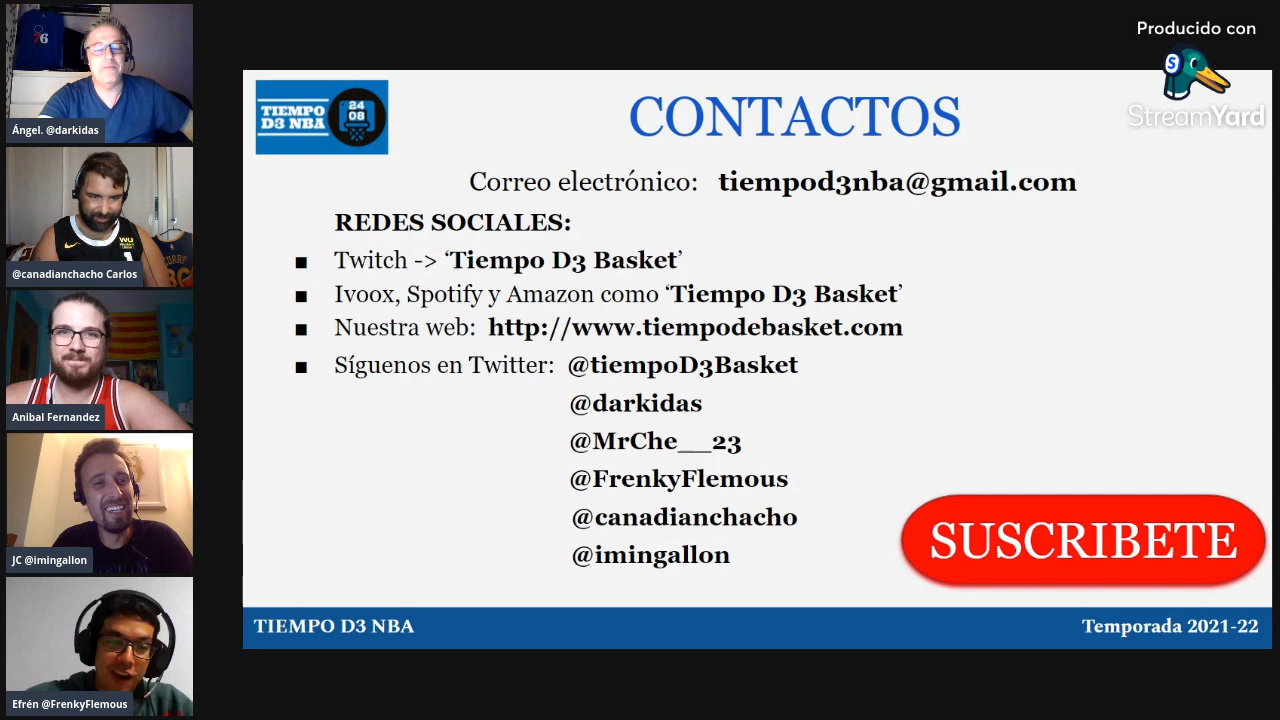 Producido con
StreamYard
76
Ángel. @darkidas
@canadianchacho Carlos
CURRY
Anibal Fernandez
JC @imingallon
Efrén @FrenkyFlemous
TIEMPO
D3 NBA
24
08
CONTACTOS
Correo electrónico: tiempod3nba@gmail.com
REDES SOCIALES:
▪ Twitch -> ‘Tiempo D3 Basket’
▪ Ivoox, Spotify y Amazon como ‘Tiempo D3 Basket’
▪ Nuestra web: http://www.tiempodebasket.com
▪ Síguenos en Twitter: @tiempoD3Basket
@darkidas
@MrChe__23
@FrenkyFlemous
@canadianchacho
@imingallon
SUSCRIBETE
TIEMPO D3 NBA
Temporada 2021-22